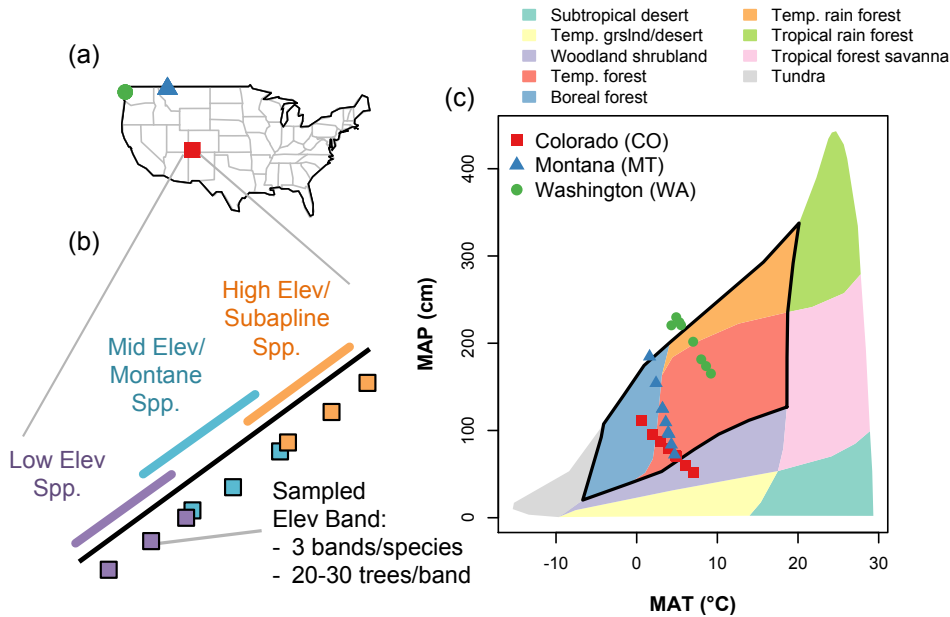 Subtropical desert
Temp. grslnd/desert
Woodland shrubland
Temp. forest
Boreal forest
Temp. rain forest
Tropical rain forest
Tropical forest savanna
Tundra
(a)
(b)
High Elev/
Subapline
Spp.
Mid Elev/
Montane
Spp.
Low Elev
Spp.
Sampled
Elev Band:
- 3 bands/species
- 20-30 trees/band
(c)
Colorado (CO)
Montana (MT)
Washington (WA)
MAP (cm)
400
300
200
100
0
-10 0 10 20 30
MAT (°C)